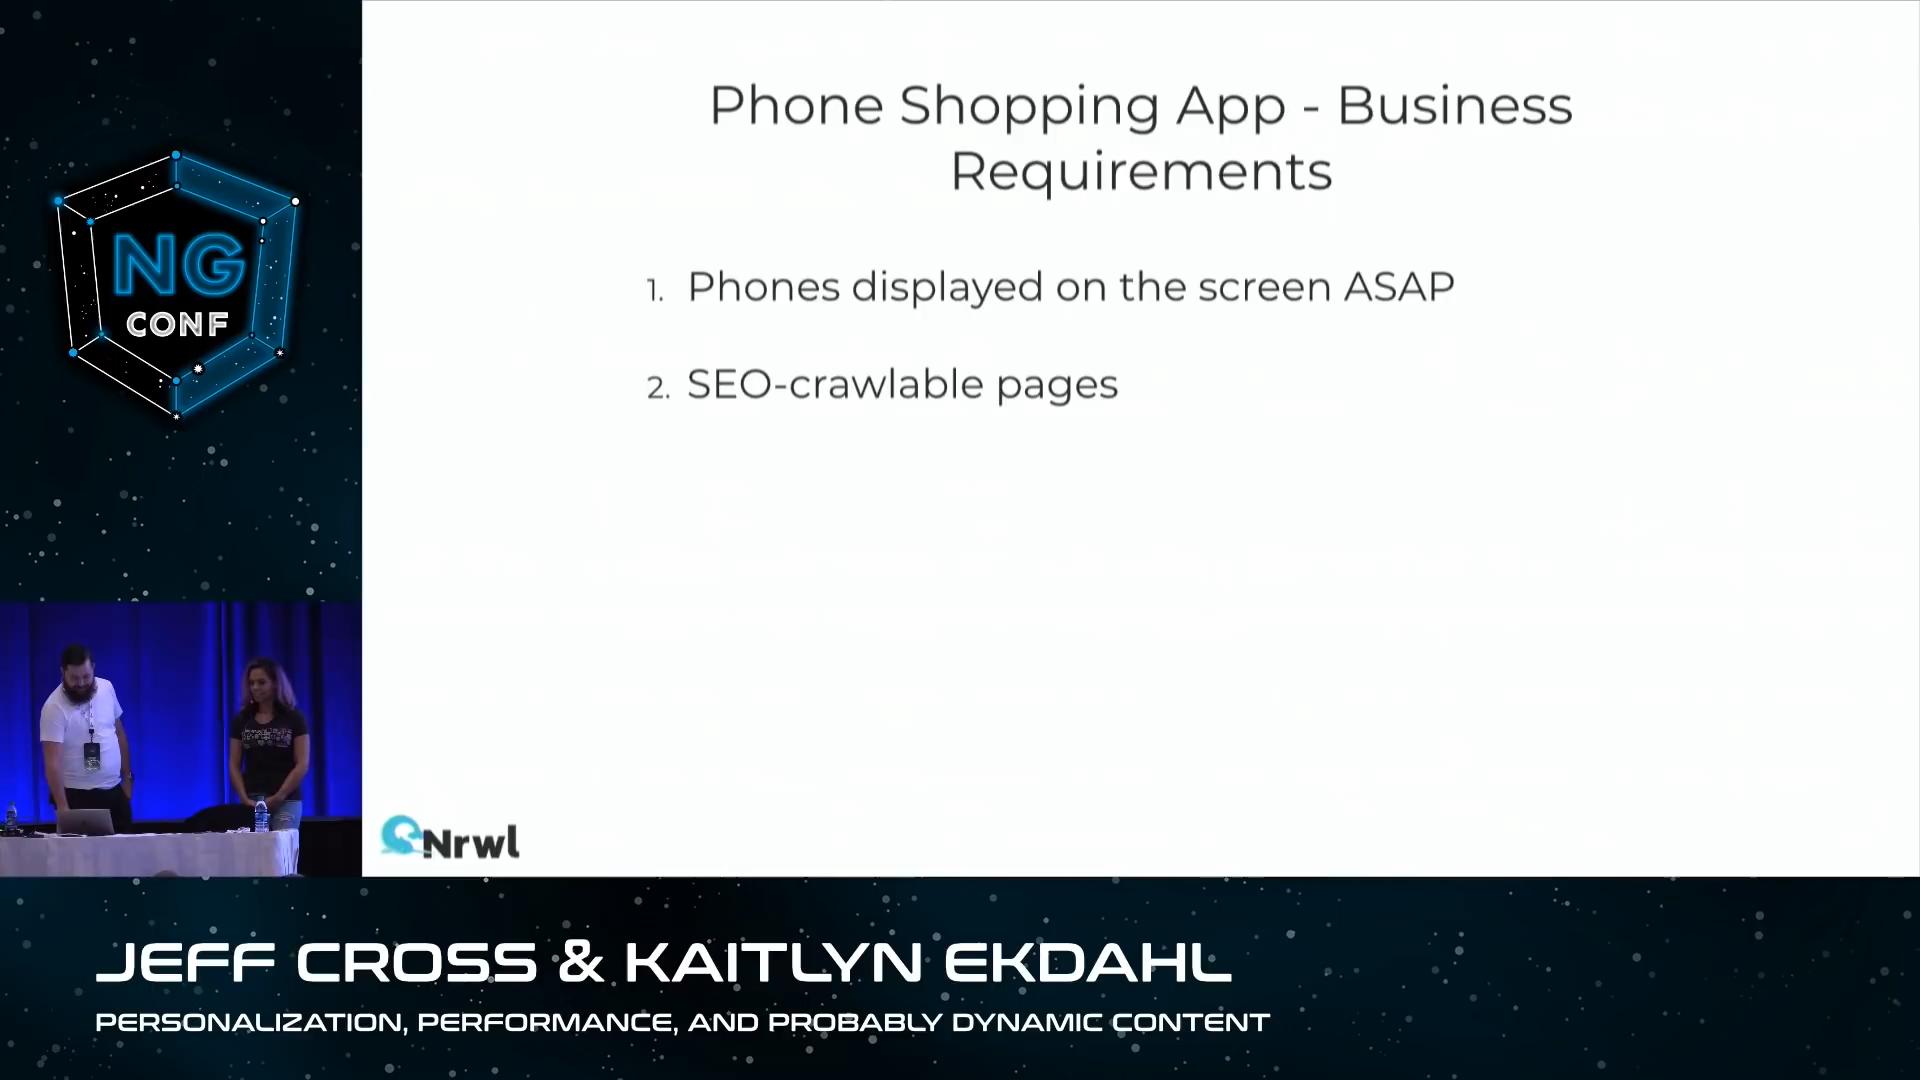 Phone Shopping App - Business
Requirements
1. Phones displayed on the screen ASAP
2. SEO-crawlable pages
NG
CONF
Nrwl
JEFF CROSS & KAITLYN EKDAHL
PERSONALIZATION, PERFORMANCE, AND PROBABLY DYNAMIC CONTENT